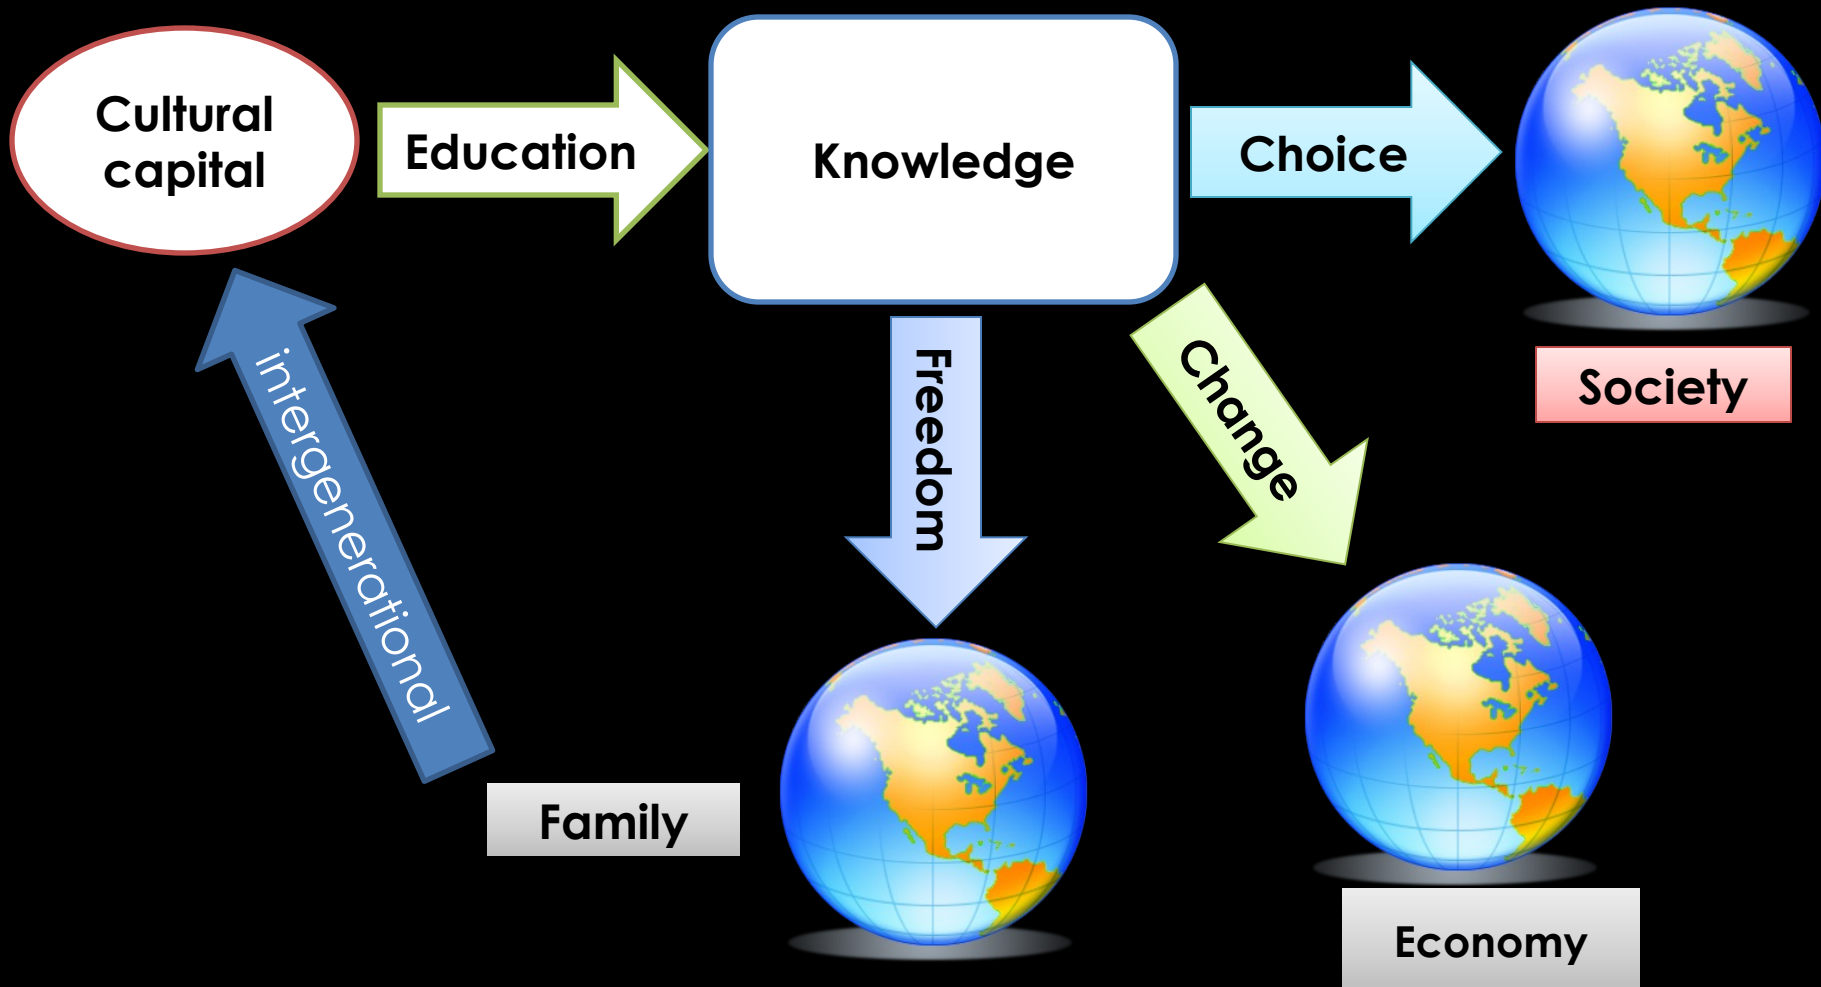 Cultural
capital
Education
Knowledge
Choice
Society
Freedom
Change
intergenerational
Family
Economy